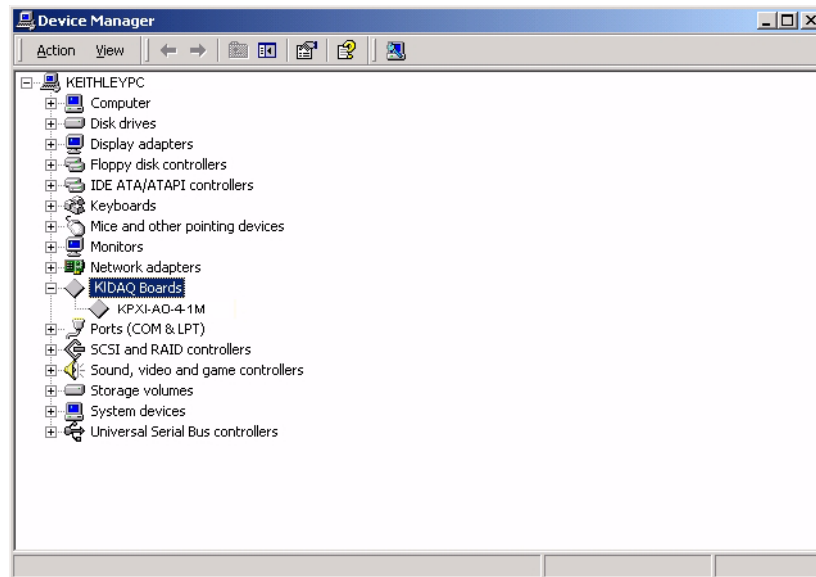 Device Manager
Action View
KEITHLEYPC
Computer
Disk drives
Display adapters
Floppy disk controllers
IDE ATA/ATAPI controllers
Keyboards
Mice and other pointing devices
Monitors
Network adapters
KIDAQ Boards
KPXI-AO-4-1M
Ports (COM & LPT)
SCSI and RAID controllers
Sound, video and game controllers
Storage volumes
System devices
Universal Serial Bus controllers